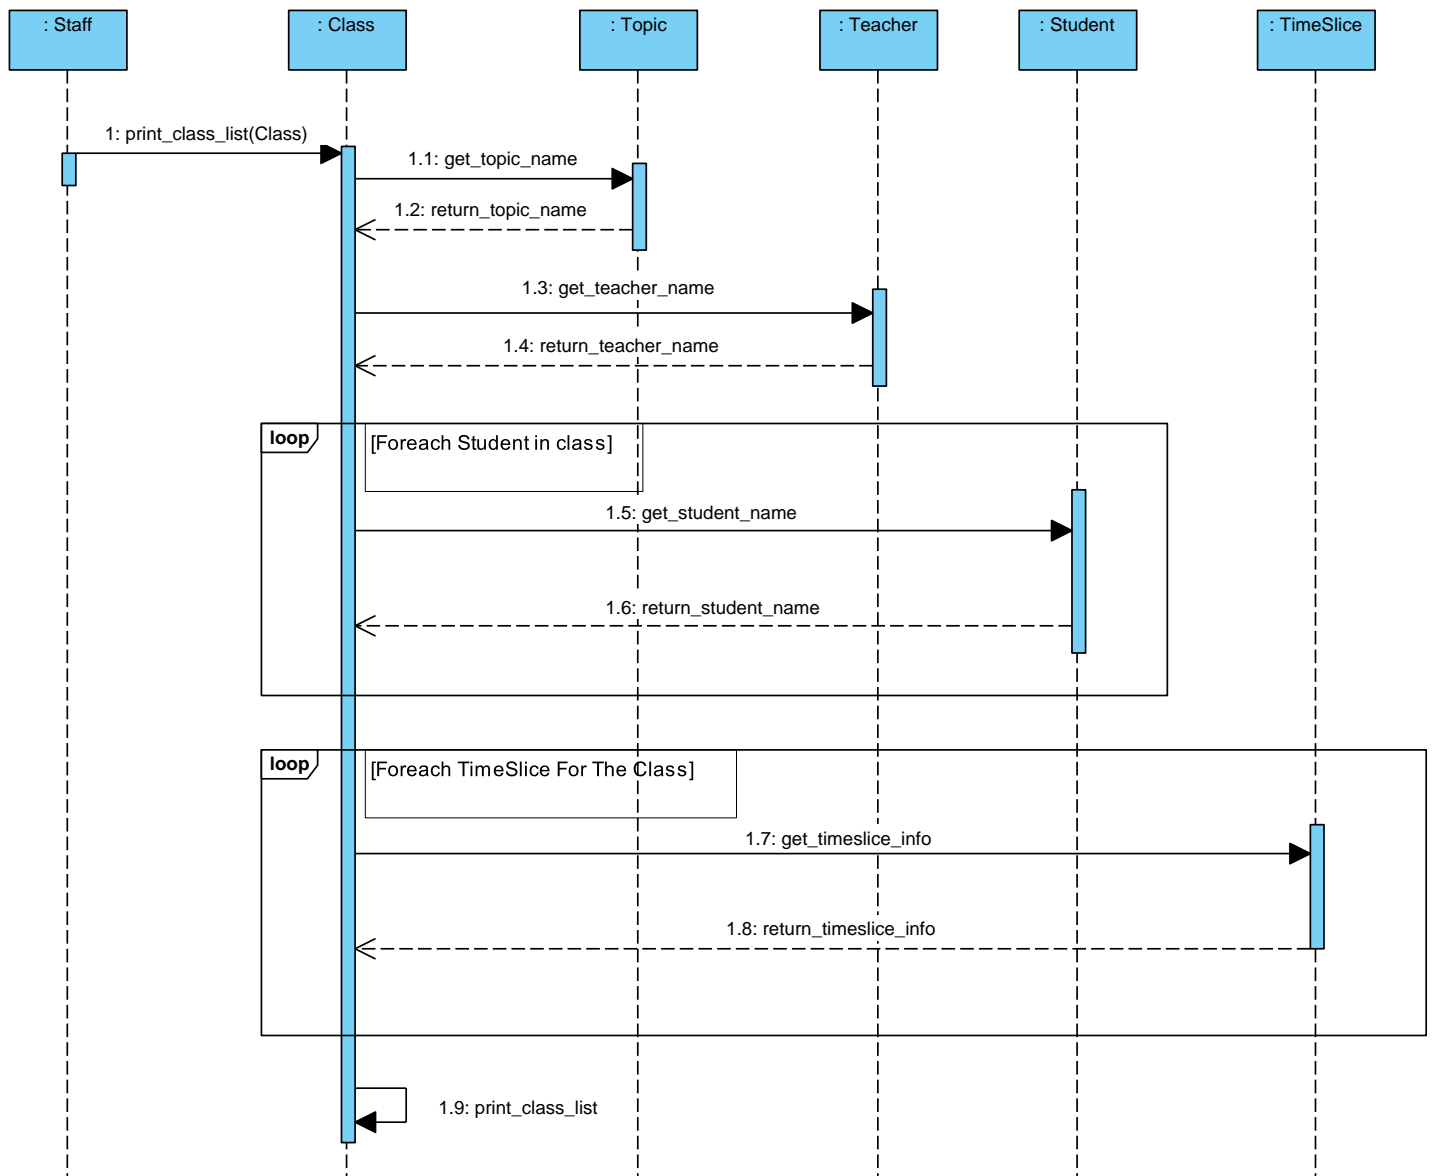 : Staff
: Class
: Topic
: Teacher
: Student
: TimeSlice
1: print_class_list(Class)
1.1: get_topic_name
1.2: return_topic_name
1.3: get_teacher_name
1.4: return_teacher_name
loop
[Foreach Student in class]
1.5: get_student_name
1.6: return_student_name
loop
[Foreach TimeSlice For The Class]
1.7: get_timeslice_info
1.8: return_timeslice_info
1.9: print_class_list